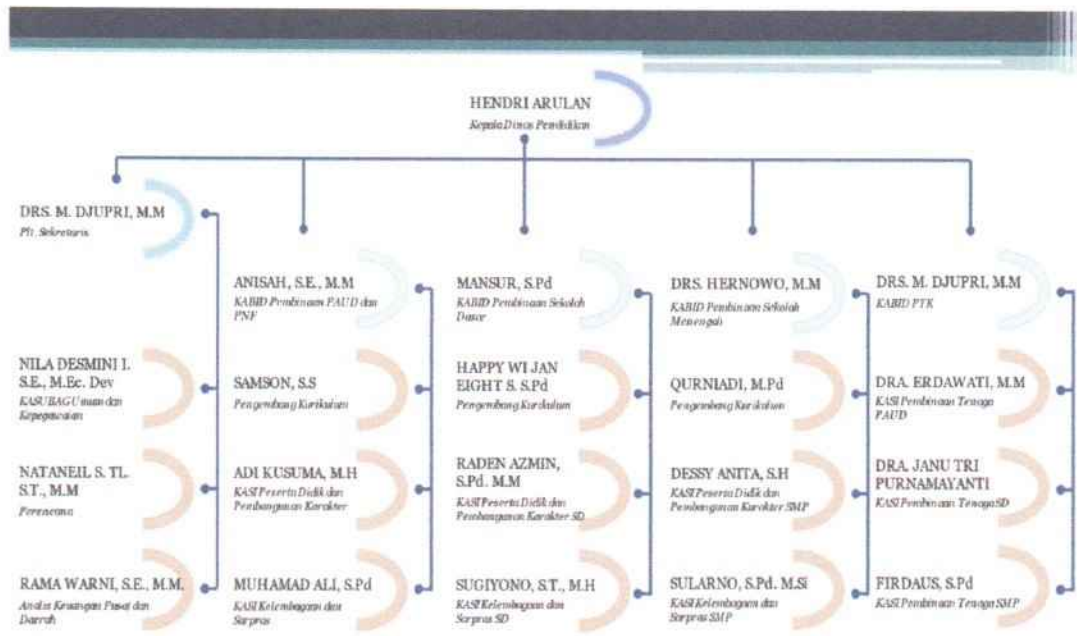 HENDRI ARULAN
Kepala Dinas Pendidikan
DRS. M. DJUPRI, M.M
Plt. Sekretaris
ANISAH, S.E., M.M
KABID Pembinaan PAUD dan
PNF
MANSUR, S.Pd
KABID Pembinaan Sekolah
Dasar
DRS. HERNOWO, M.M
KABID Pembinaan Sekolah
Menengah
DRS. M. DJUPRI, M.M
KABID PTK
NILA DESMINI I.
S.E., M.Ec. Dev
KASUBAG Umum dan
Kepegawaian
SAMSON, S.S
Pengembang Kurikulum
HAPPY WI JAN
EIGHT S. S.Pd
Pengembang Kurikulum
QURNIADI, M.Pd
Pengembang Kurikulum
DRA. ERDAWATI, M.M
KASI Pembinaan Tenaga
PAUD
NATANEIL S. TL.
S.T., M.M
Perencana
ADI KUSUMA, M.H
KASI Peserta Didik dan
Pembangunan Karakter
RADEN AZMIN,
S.Pd. M.M
KASI Peserta Didik dan
Pembangunan Karakter SD
DESSY ANITA, S.H
KASI Peserta Didik dan
Pembangunan Karakter SMP
DRA. JANU TRI
PURNAMAYANTI
KASI Pembinaan Tenaga SD
RAMA WARNI, S.E., M.M.
Analis Keuangan Pusat dan
Daerah
MUHAMAD ALI, S.Pd
KASI Kelembagaan dan
Sarpras
SUGIYONO, S.T., M.H
KASI Kelembagaan dan
Sarpras SD
SULARNO, S.Pd. M.Si
KASI Kelembagaan dan
Sarpras SMP
FIRDAUS, S.Pd
KASI Pembinaan Tenaga SMP